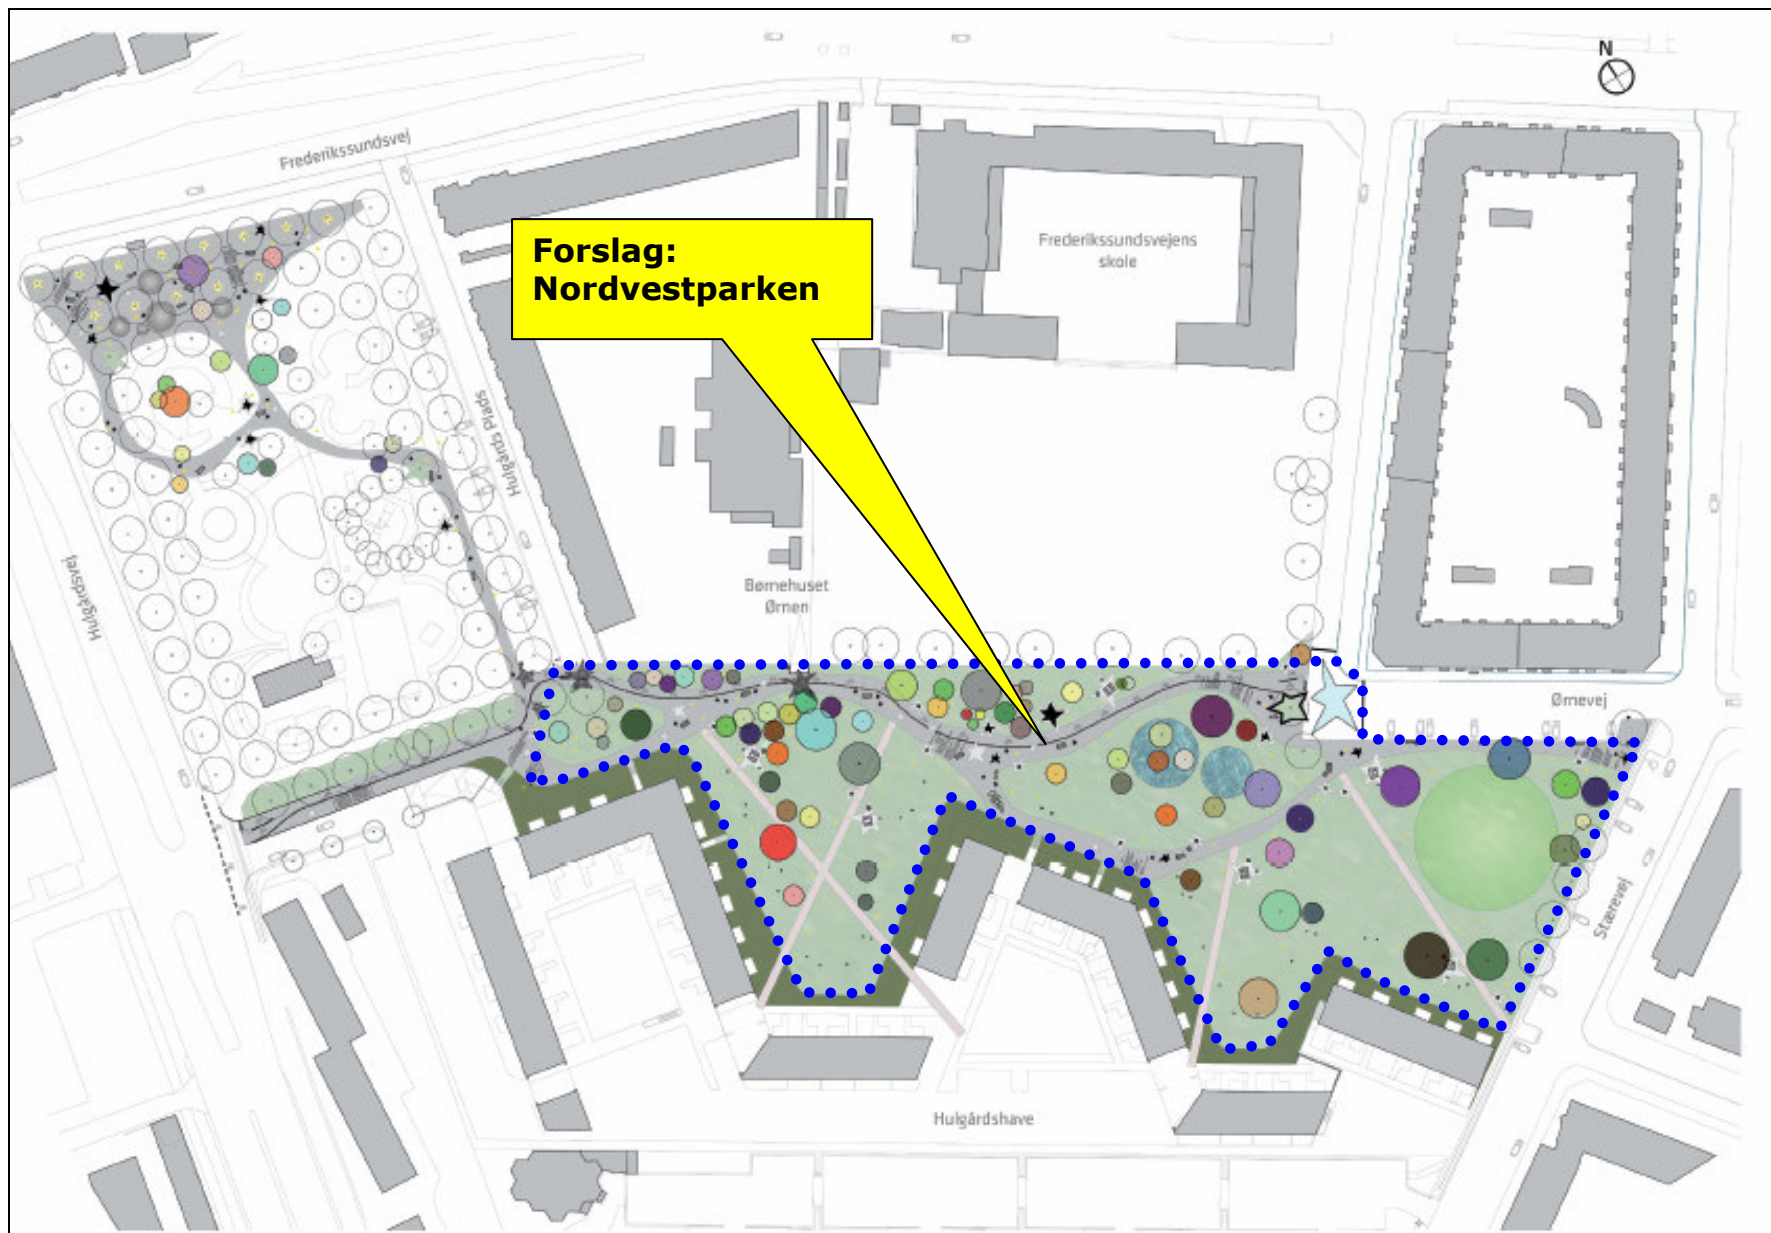 N
Frederikssundsvej
Forslag:
Nordvestparken
Frederikssundsvejens
skole
Hulgårds Plads
Hulgårdsvej
Børnehuset
Ørnen
Ørnevej
Stærevej
Hulgårdshave